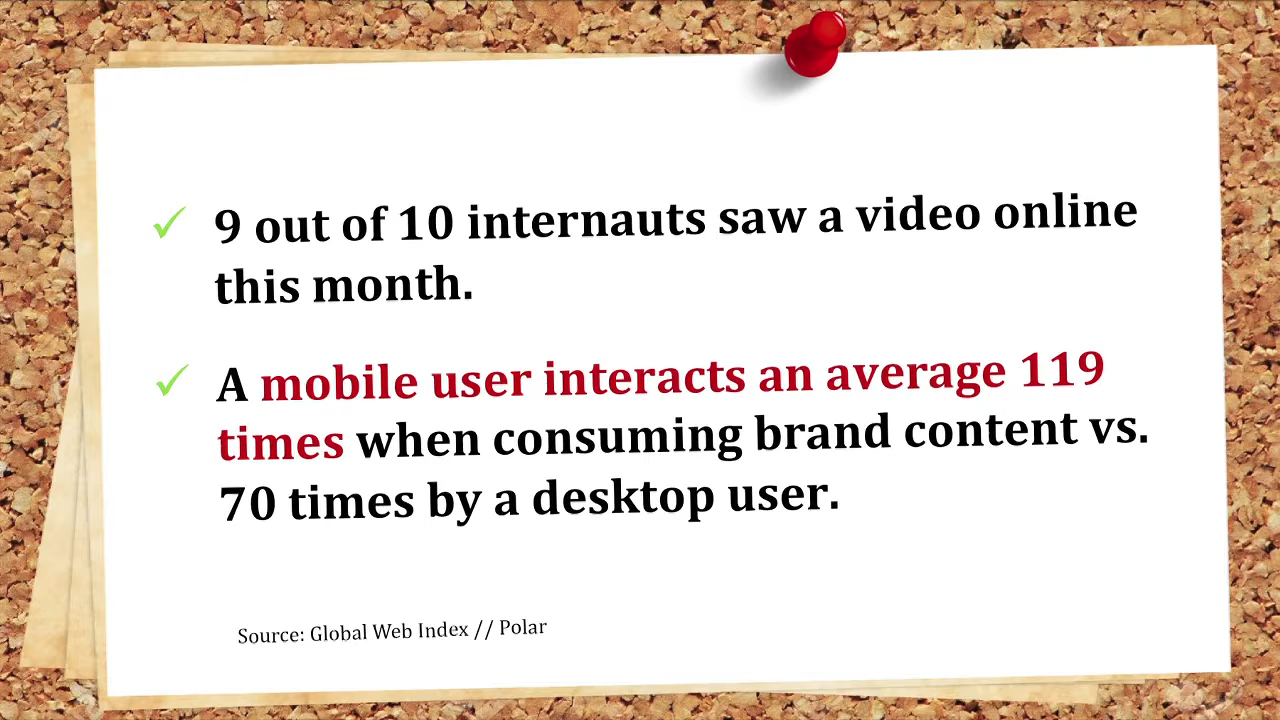 9 out of 10 internauts saw a video online
this month.
A mobile user interacts an average 119
times when consuming brand content vs.
70 times by a desktop user.
Source: Global Web Index // Polar